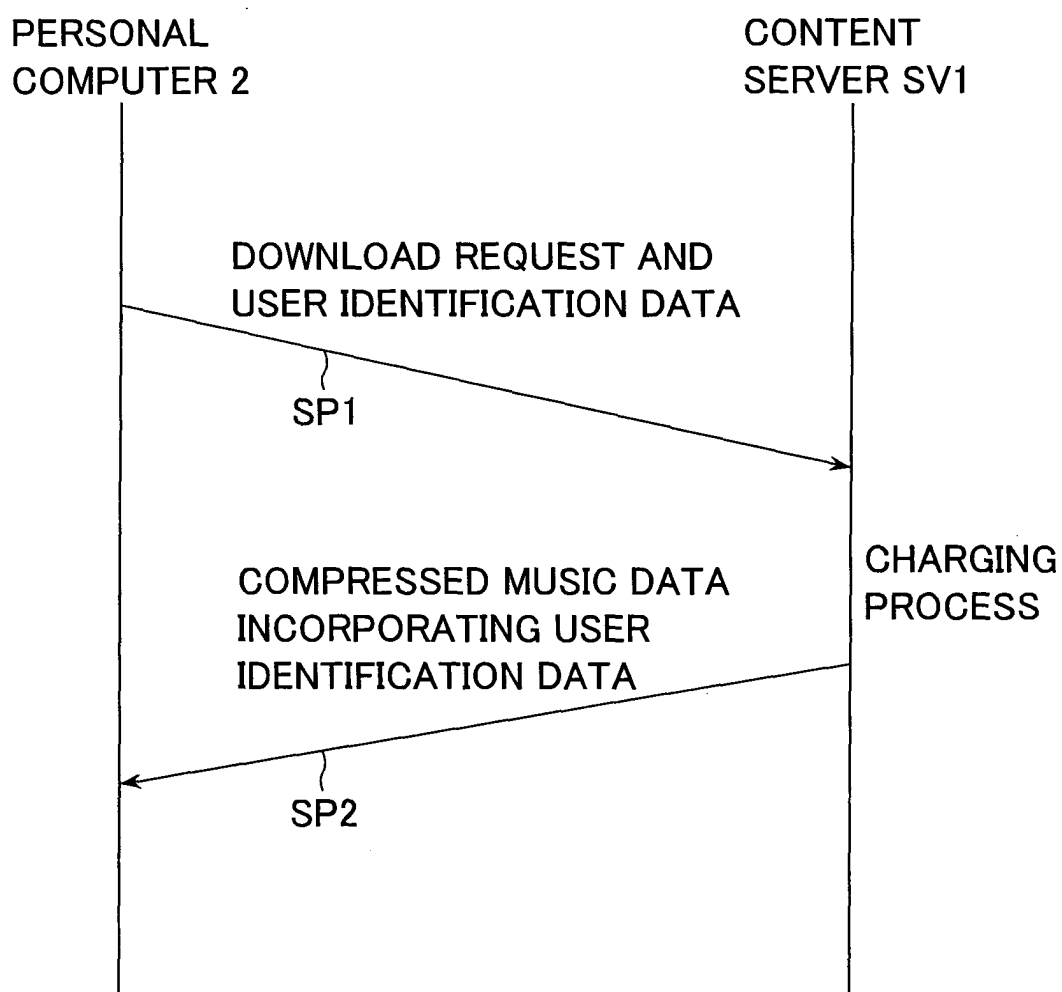 PERSONAL
COMPUTER 2
CONTENT
SERVER SV1
DOWNLOAD REQUEST AND
USER IDENTIFICATION DATA
SP1
CHARGING
PROCESS
COMPRESSED MUSIC DATA
INCORPORATING USER
IDENTIFICATION DATA
SP2